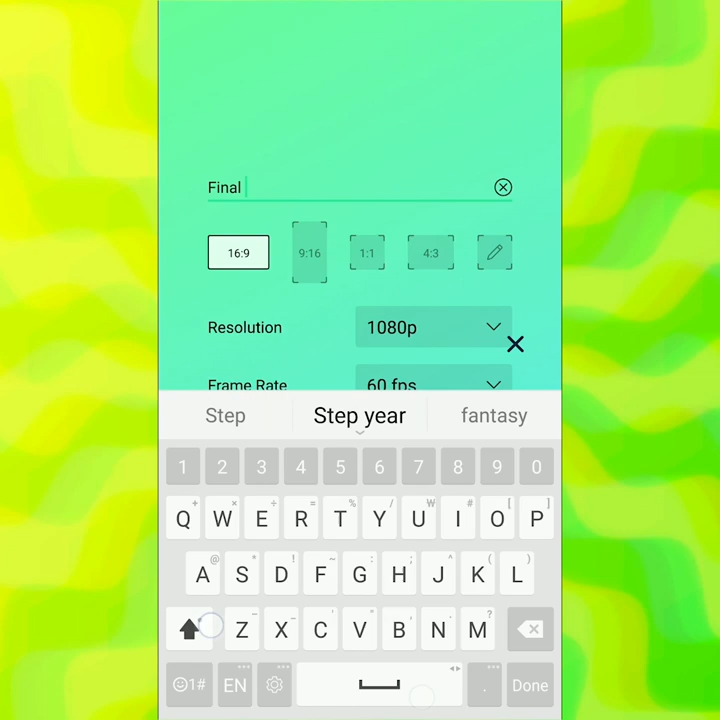 Final
16:9 9:16 1:1 4:3
Resolution 1080p
Frame Rate 60 fps
Step Step year fantasy
1 2 3 4 5 6 7 8 9 0
+ × ÷ = % / ₩ # [ ]
Q W E R T Y U I O P
@ * ! ~ : ; ^ ( )
A S D F G H J K L
- _ ' " ' , ?
Z X C V B N M
!# EN . Done